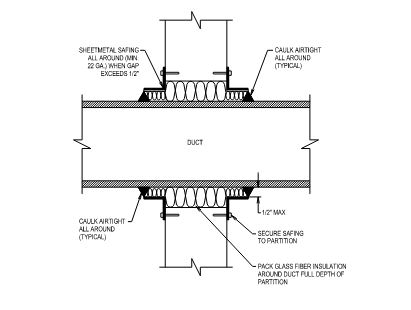 SHEETMETAL SAFING
ALL AROUND (MIN.
22 GA.) WHEN GAP
EXCEEDS 1/2"
CAULK AIRTIGHT
ALL AROUND
(TYPICAL)
DUCT
CAULK AIRTIGHT
ALL AROUND
(TYPICAL)
1/2" MAX
SECURE SAFING
TO PARTITION
PACK GLASS FIBER INSULATION
AROUND DUCT FULL DEPTH OF
PARTITION